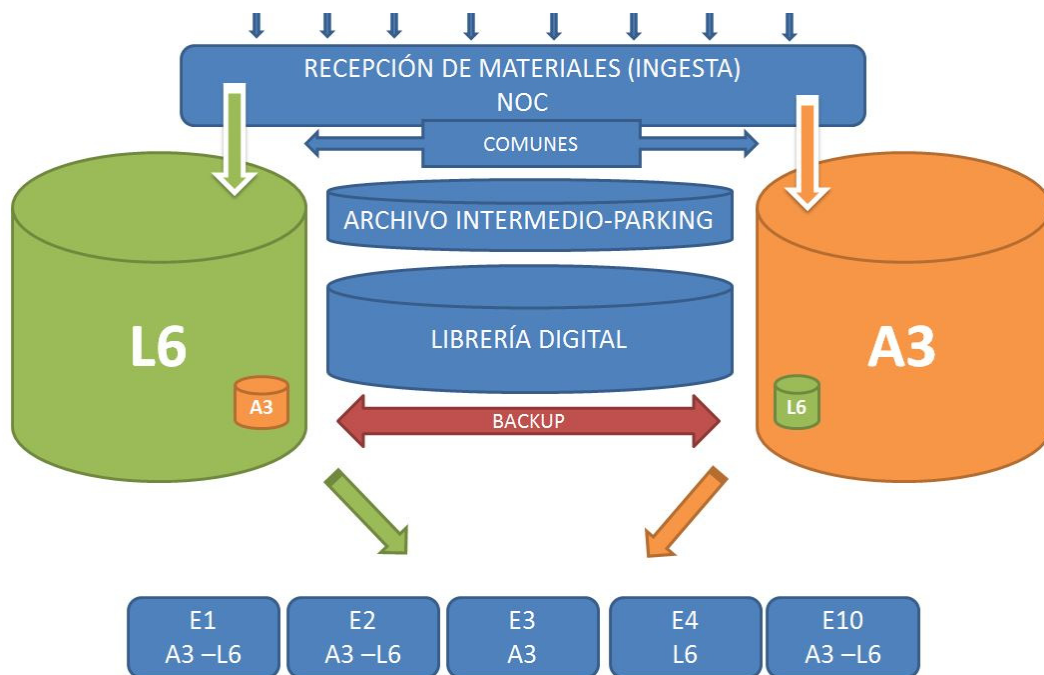 RECEPCIÓN DE MATERIALES (INGESTA)
NOC
COMUNES
ARCHIVO INTERMEDIO-PARKING
LIBRERÍA DIGITAL
L6
A3
A3
L6
BACKUP
E1
A3 –L6
E2
A3 –L6
E3
A3
E4
L6
E10
A3 –L6